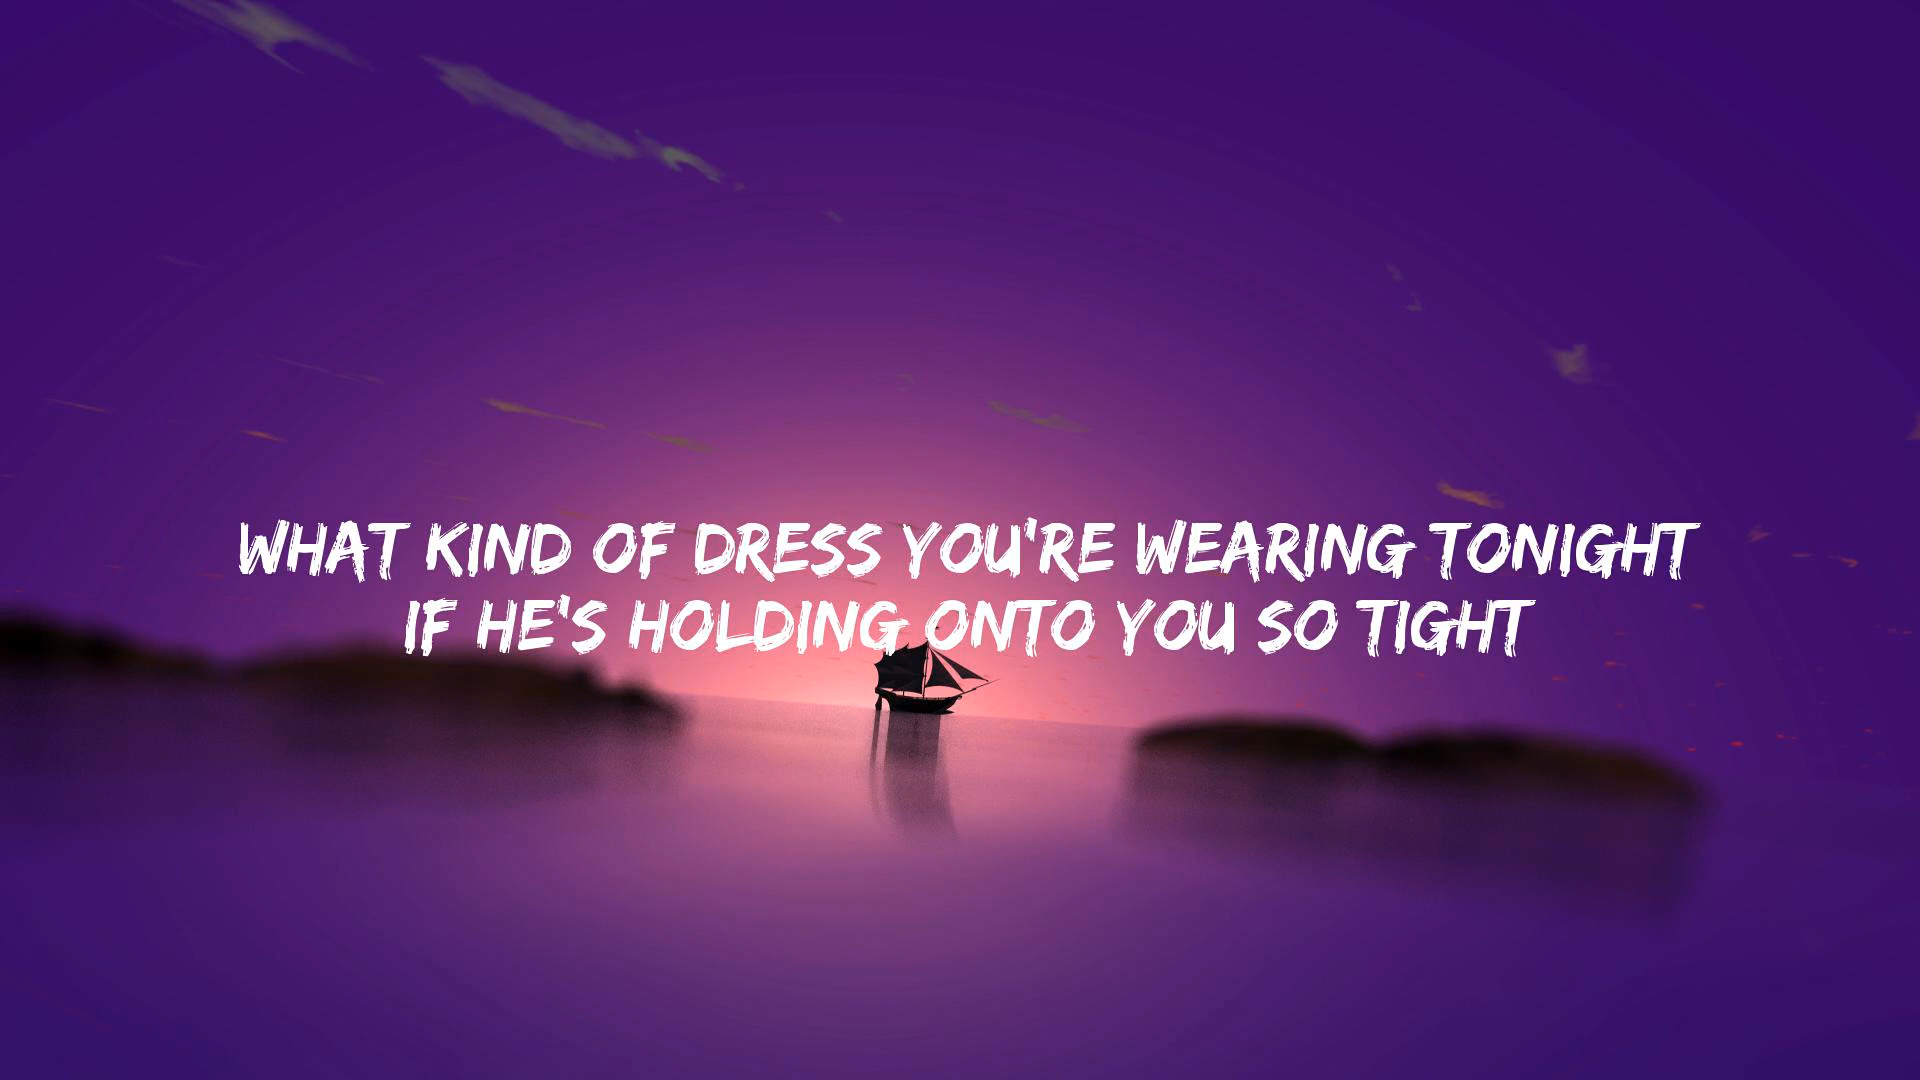 WHAT KIND OF DRESS YOU'RE WEARING TONIGHT
IF HE'S HOLDING ONTO YOU SO TIGHT